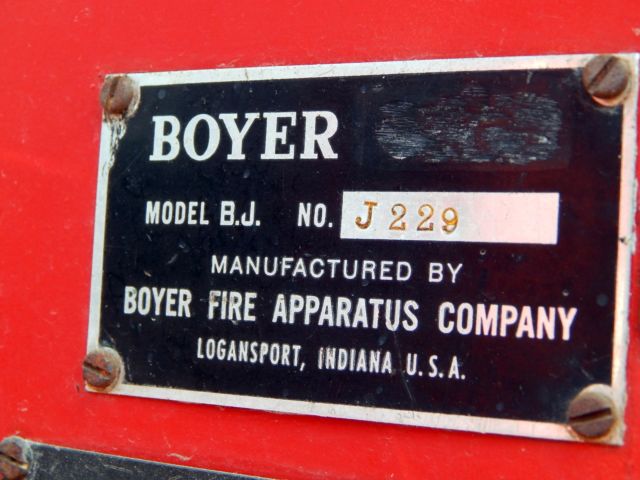 BOYER
MODEL B.J. NO. J229
MANUFACTURED BY
BOYER FIRE APPARATUS COMPANY
LOGANSPORT, INDIANA U.S.A.